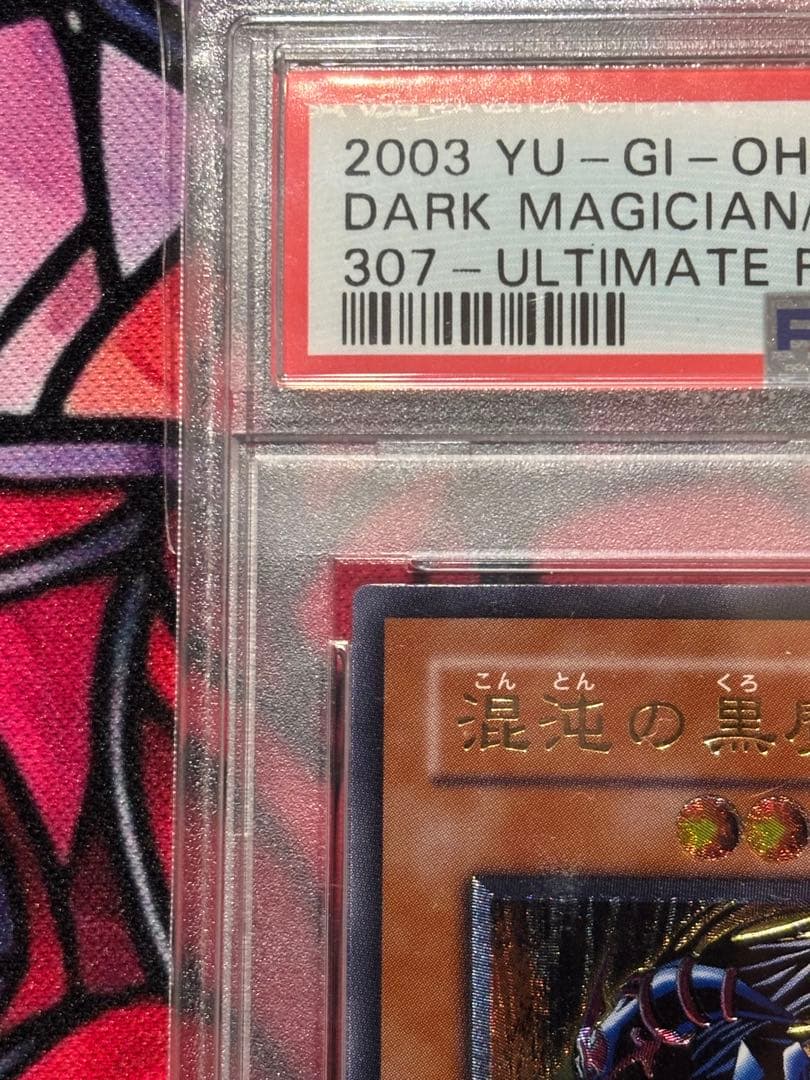 2003 YU-GI-OH
DARK MAGICIAN/
307-ULTIMATE
こん とん くろ
混沌の黒